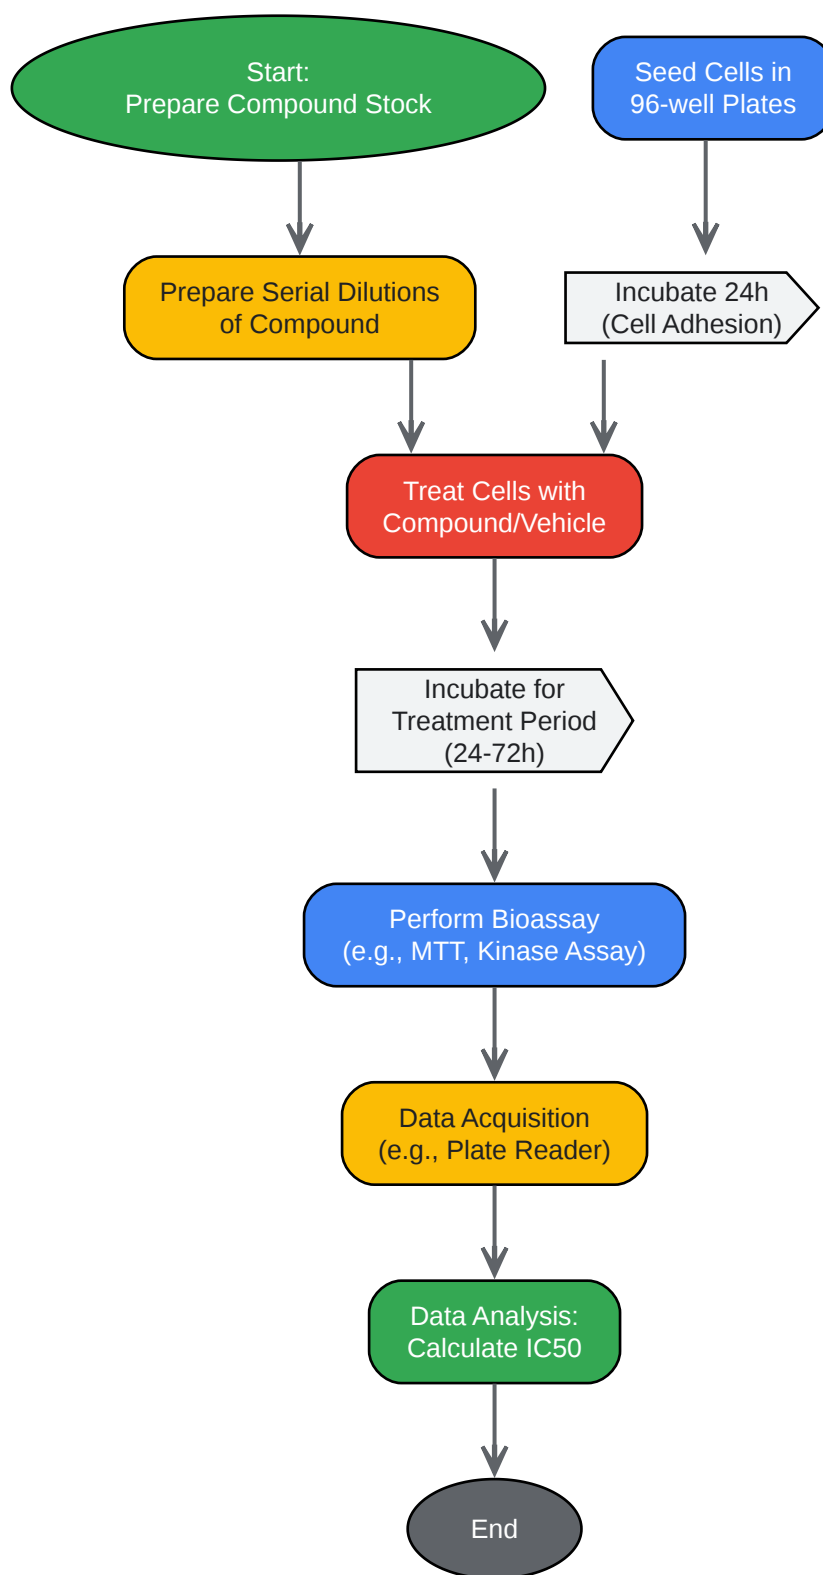 Start:
Prepare Compound Stock
Seed Cells in
96-well Plates
Prepare Serial Dilutions
of Compound
Incubate 24h
(Cell Adhesion)
Treat Cells with
Compound/Vehicle
Incubate for
Treatment Period
(24-72h)
Perform Bioassay
(e.g., MTT, Kinase Assay)
Data Acquisition
(e.g., Plate Reader)
Data Analysis:
Calculate IC50
End